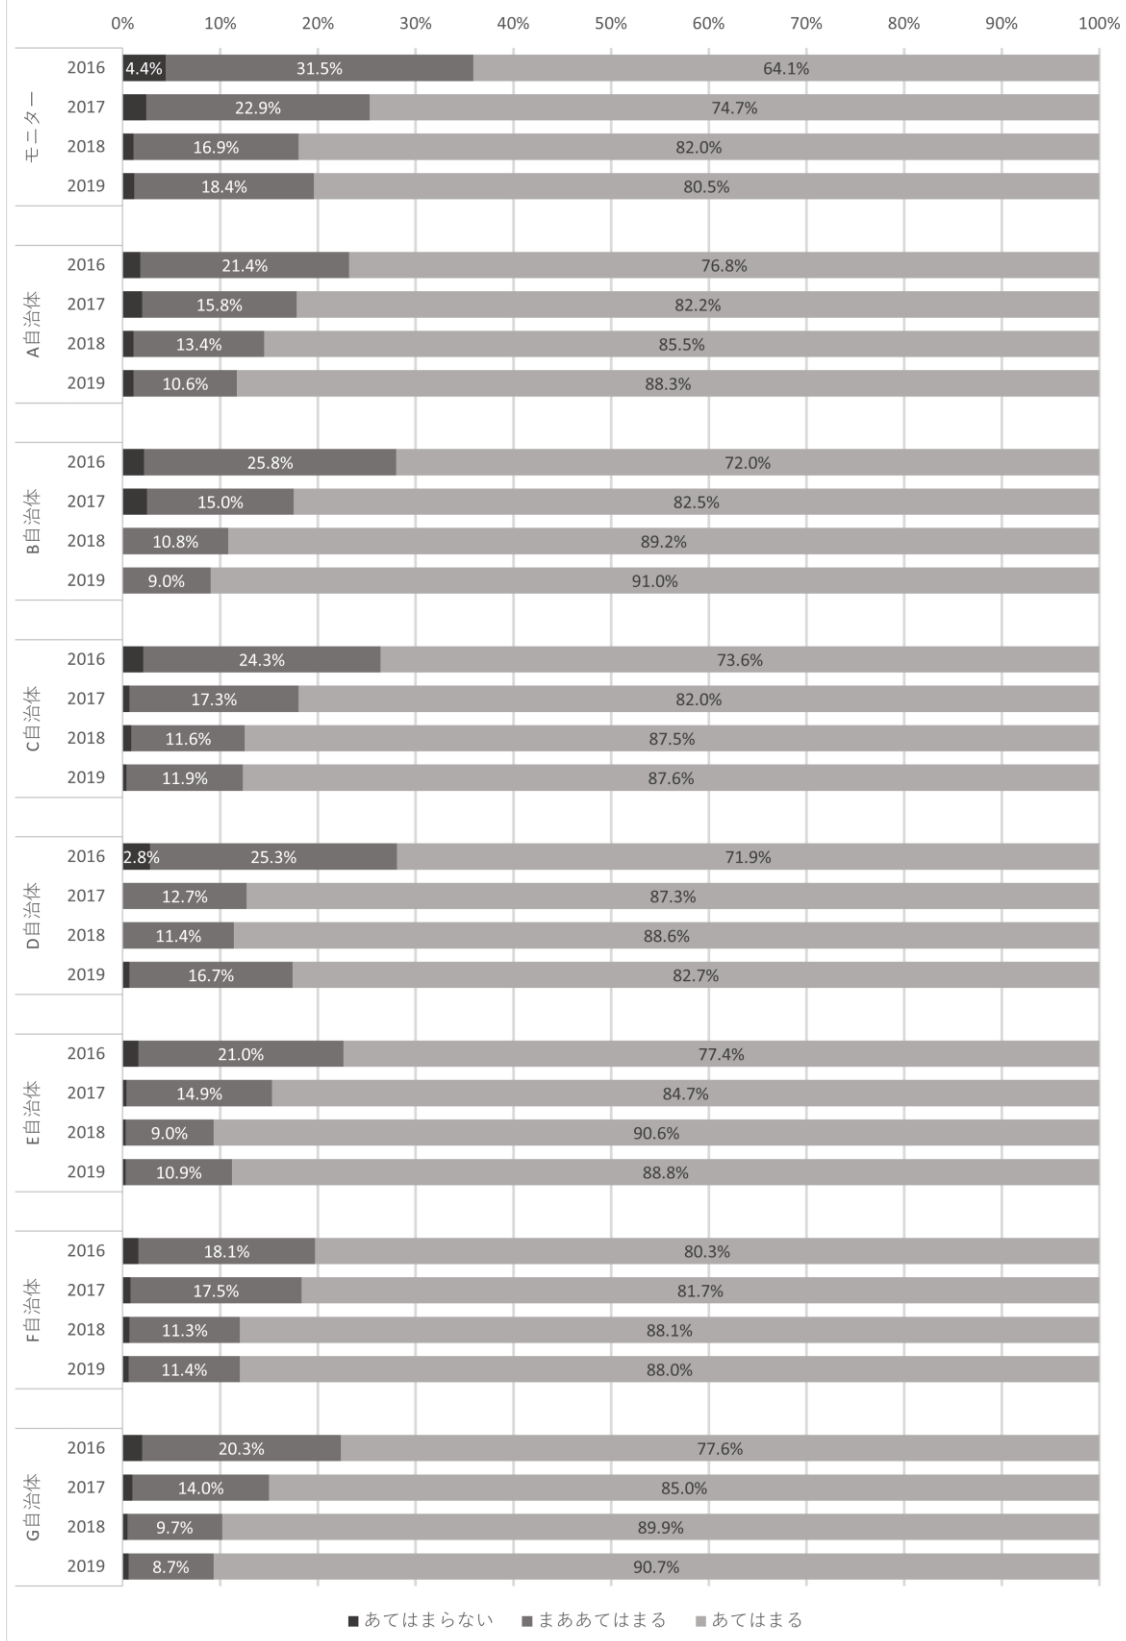 0% 10% 20% 30% 40% 50% 60% 70% 80% 90% 100%
モニター
2016 4.4% 31.5% 64.1%
2017 22.9% 74.7%
2018 16.9% 82.0%
2019 18.4% 80.5%
A自治体
2016 21.4% 76.8%
2017 15.8% 82.2%
2018 13.4% 85.5%
2019 10.6% 88.3%
B自治体
2016 25.8% 72.0%
2017 15.0% 82.5%
2018 10.8% 89.2%
2019 9.0% 91.0%
C自治体
2016 24.3% 73.6%
2017 17.3% 82.0%
2018 11.6% 87.5%
2019 11.9% 87.6%
D自治体
2016 2.8% 25.3% 71.9%
2017 12.7% 87.3%
2018 11.4% 88.6%
2019 16.7% 82.7%
E自治体
2016 21.0% 77.4%
2017 14.9% 84.7%
2018 9.0% 90.6%
2019 10.9% 88.8%
F自治体
2016 18.1% 80.3%
2017 17.5% 81.7%
2018 11.3% 88.1%
2019 11.4% 88.0%
G自治体
2016 20.3% 77.6%
2017 14.0% 85.0%
2018 9.7% 89.9%
2019 8.7% 90.7%
あてはまらない まああてはまる あてはまる